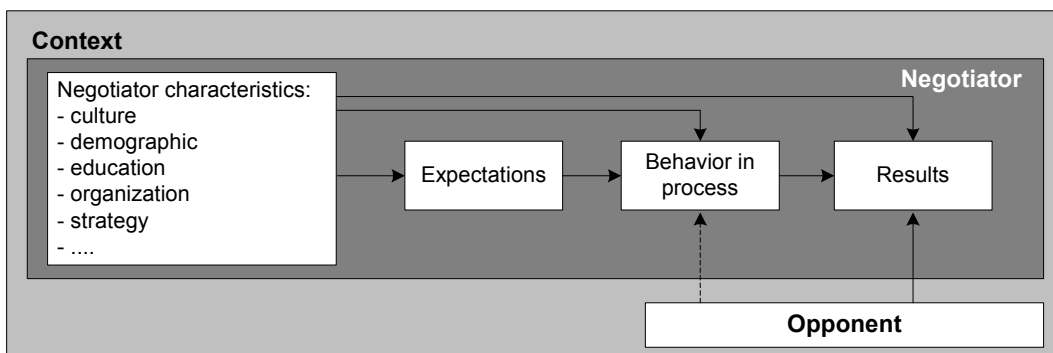 Context
Negotiator
Negotiator characteristics:
- culture
- demographic
- education
- organization
- strategy
- ....
Expectations
Behavior in
process
Results
Opponent